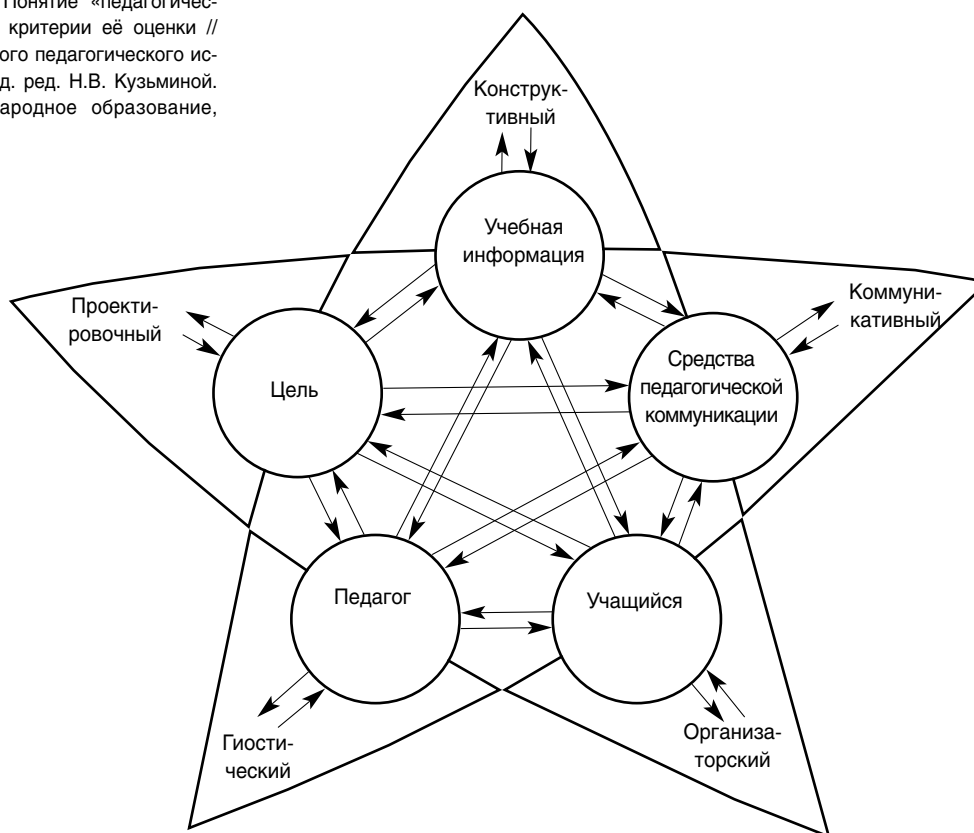 Понятие «педагогичес-
критерии её оценки //
ого педагогического ис-
д. ред. Н.В. Кузьминой.
ародное образование,
Конструк-
тивный
Учебная
информация
Проекти-
ровочный
Коммуни-
кативный
Цель
Средства
педагогической
коммуникации
Педагог
Учащийся
Гиости-
ческий
Организа-
торский